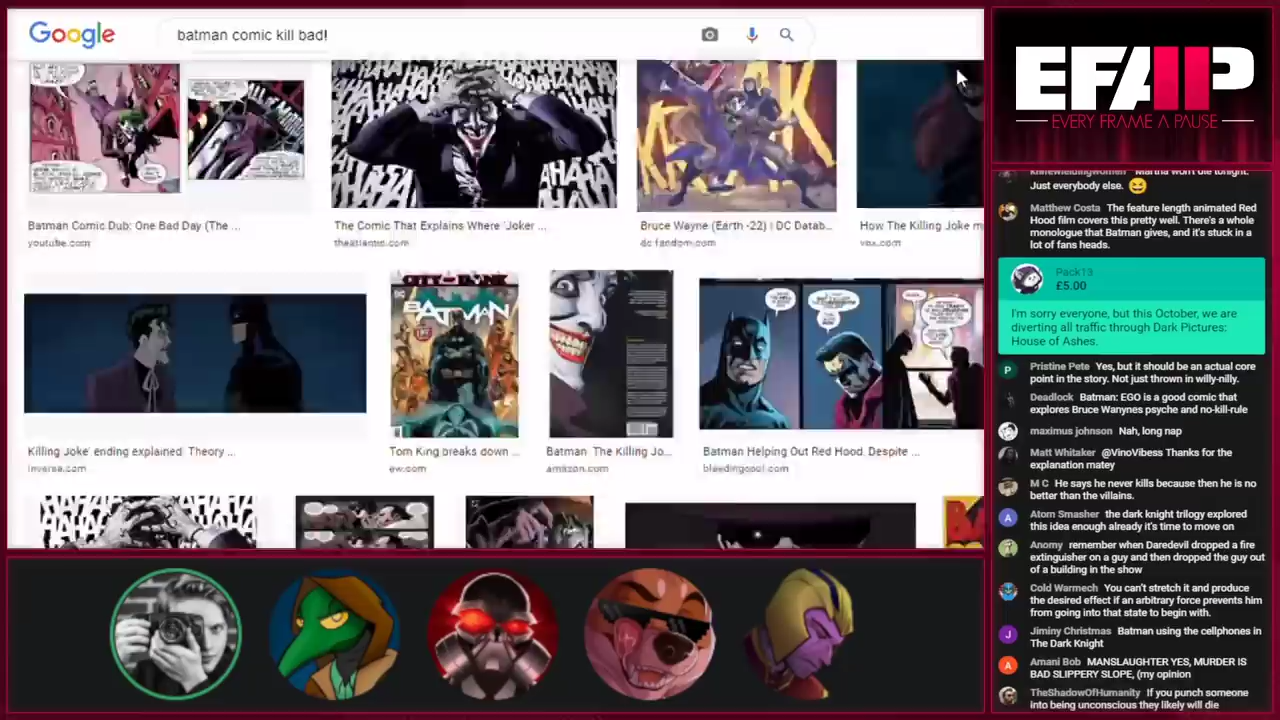 Google
batman comic kill bad!
HAHAHA
Batman Comic Dub: One Bad Day (The ...
youtube.com
The Comic That Explains Where 'Joker ...
theatlantic.com
Bruce Wayne (Earth -22) | DC Datab...
dc.fandom.com
How The Killing Joke m
vox.com
BATMAN
Killing Joke' ending explained: Theory ...
inverse.com
Tom King breaks down ...
ew.com
Batman: The Killing Jo...
amazon.com
Batman Helping Out Red Hood, Despite ...
bleedingcool.com
EFAP
EVERY FRAME A PAUSE
Martha won't die tonight.
Just everybody else. 😆
Matthew Costa The feature length animated Red
Hood film covers this pretty well. There's a whole
monologue that Batman gives, and it's stuck in a
lot of fans heads.
Pack13
£5.00
I'm sorry everyone, but this October, we are
diverting all traffic through Dark Pictures:
House of Ashes.
P
Pristine Pete Yes, but it should be an actual core
point in the story. Not just thrown in willy-nilly.
Deadlock Batman: EGO is a good comic that
explores Bruce Wanynes psyche and no-kill-rule
maximus johnson Nah, long nap
Matt Whitaker @VinoVibess Thanks for the
explanation matey
M C He says he never kills because then he is no
better than the villains.
A
Atom Smasher the dark knight trilogy explored
this idea enough already it's time to move on
Anomy remember when Daredevil dropped a fire
extinguisher on a guy and then dropped the guy out
of a building in the show
Cold Warmech You can't stretch it and produce
the desired effect if an arbitrary force prevents him
from going into that state to begin with.
J
Jiminy Christmas Batman using the cellphones in
The Dark Knight
A
Amani Bob MANSLAUGHTER YES, MURDER IS
BAD SLIPPERY SLOPE, (my opinion
TheShadowOfHumanity If you punch someone
into being unconscious they likely will die